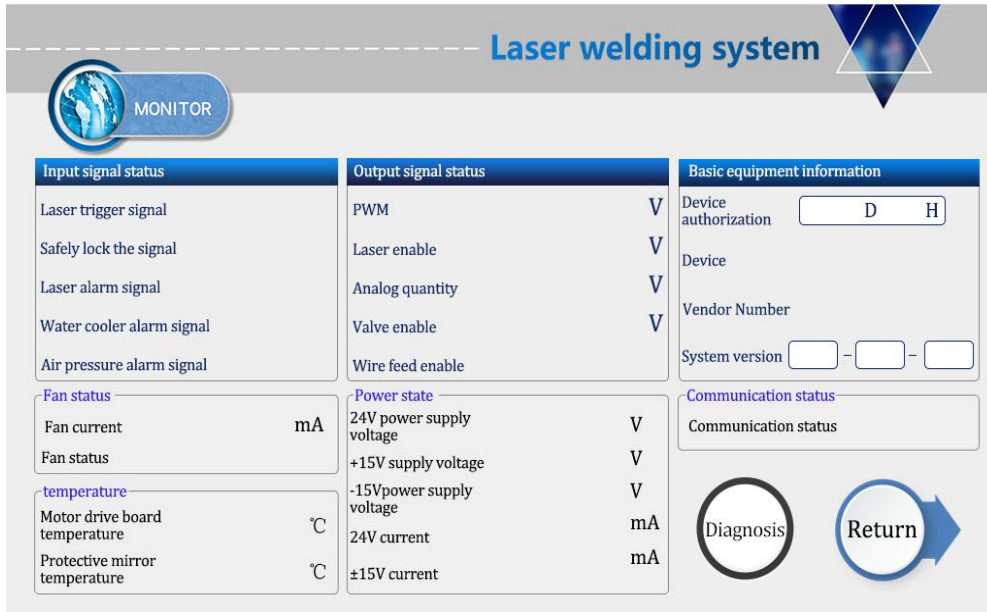 Laser welding system
MONITOR
Input signal status
Laser trigger signal
Safely lock the signal
Laser alarm signal
Water cooler alarm signal
Air pressure alarm signal
Output signal status
PWM V
Laser enable V
Analog quantity V
Valve enable V
Wire feed enable
Basic equipment information
Device
authorization D H
Device
Vendor Number
System version – –
Fan status
Fan current mA
Fan status
temperature
Motor drive board
temperature ℃
Protective mirror
temperature ℃
Power state
24V power supply
voltage V
+15V supply voltage V
-15Vpower supply
voltage V
24V current mA
±15V current mA
Communication status
Communication status
Diagnosis
Return